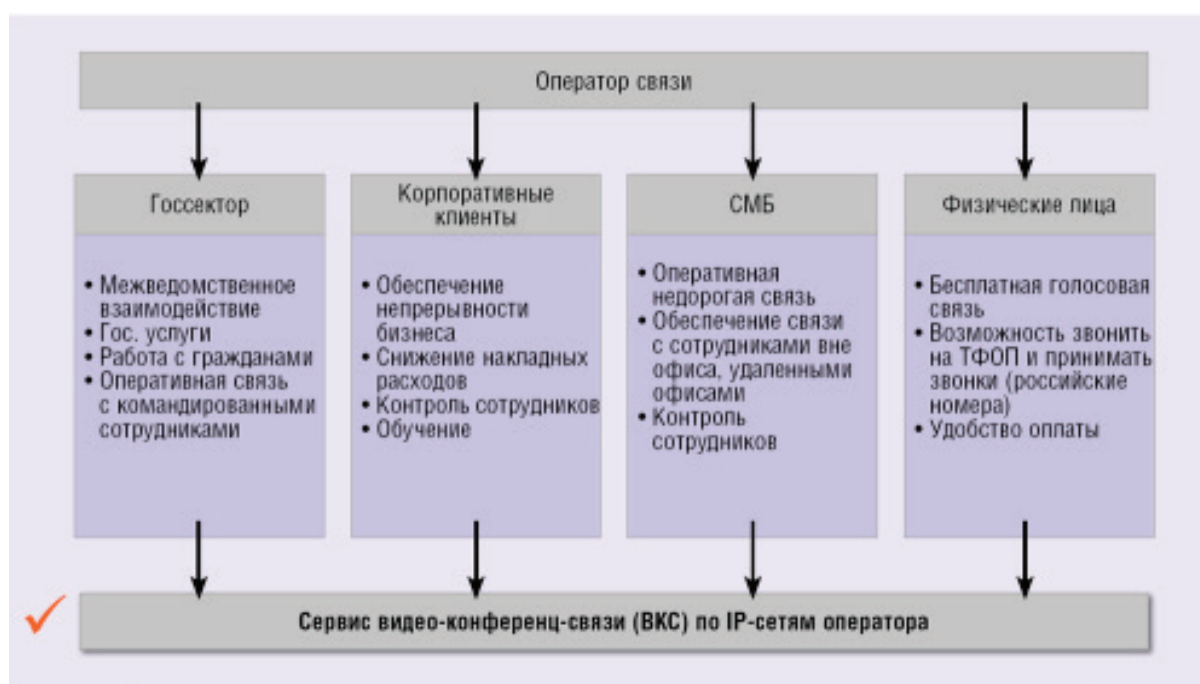 Оператор связи
Госсектор
• Межведомственное
взаимодействие
• Гос. услуги
• Работа с гражданами
• Оперативная связь
с командированными
сотрудниками
Корпоративные
клиенты
• Обеспечение
непрерывности
бизнеса
• Снижение накладных
расходов
• Контроль сотрудников
• Обучение
СМБ
• Оперативная
недорогая связь
• Обеспечение связи
с сотрудниками вне
офиса, удаленными
офисами
• Контроль
сотрудников
Физические лица
• Бесплатная голосовая
связь
• Возможность звонить
на ТФОП и принимать
звонки (российские
номера)
• Удобство оплаты
Сервис видео-конференц-связи (ВКС) по IP-сетям оператора